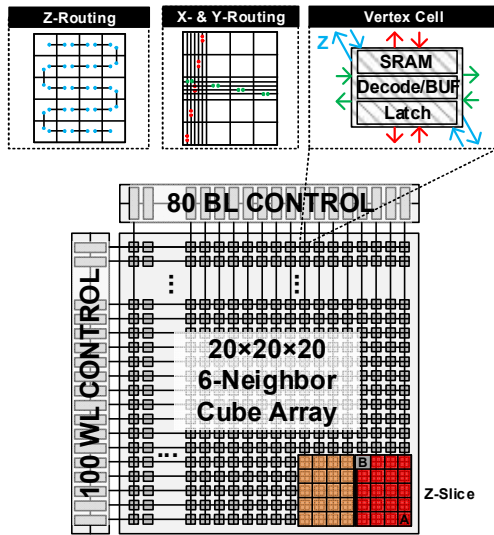 Z-Routing
X- & Y-Routing
Vertex Cell
Z
SRAM
Decode/BUF
Latch
80 BL CONTROL
100 WL CONTROL
...
...
20×20×20
6-Neighbor
Cube Array
...
B
A
Z-Slice